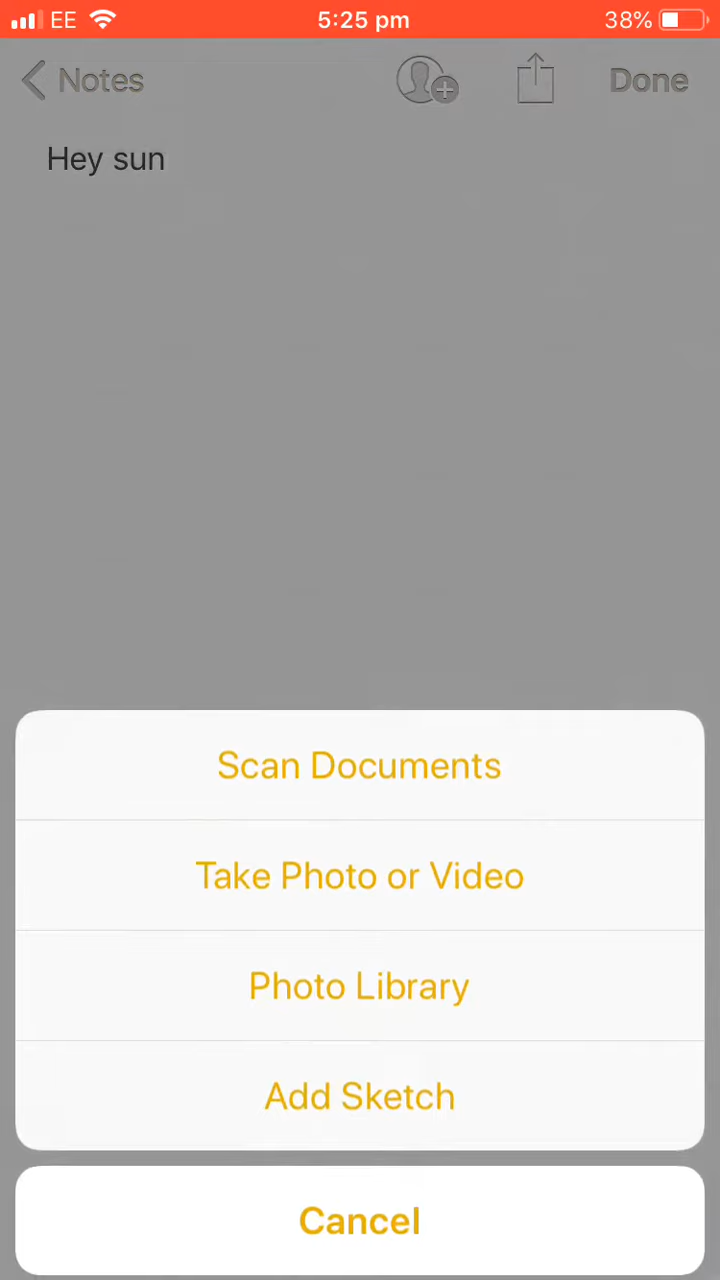 EE 5:25 pm 38%
Notes Done
Hey sun
Scan Documents
Take Photo or Video
Photo Library
Add Sketch
Cancel